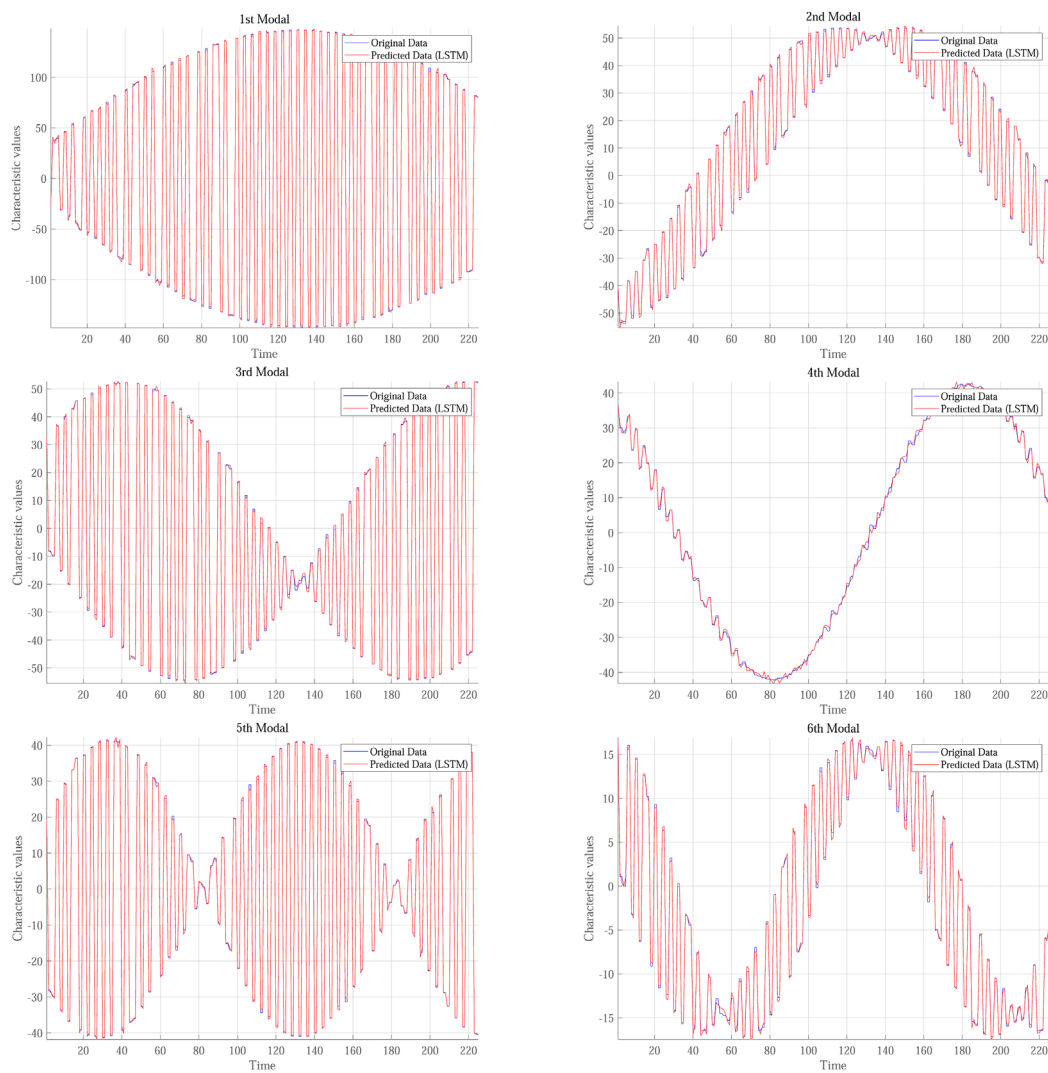 1st Modal
Original Data
Predicted Data (LSTM)
100
50
0
-50
-100
Characteristic values
20 40 60 80 100 120 140 160 180 200 220
Time
2nd Modal
Original Data
Predicted Data (LSTM)
50
40
30
20
10
0
-10
-20
-30
-40
-50
Characteristic values
20 40 60 80 100 120 140 160 180 200 220
Time
3rd Modal
Original Data
Predicted Data (LSTM)
50
40
30
20
10
0
-10
-20
-30
-40
-50
Characteristic values
20 40 60 80 100 120 140 160 180 200 220
Time
4th Modal
Original Data
Predicted Data (LSTM)
40
30
20
10
0
-10
-20
-30
-40
Characteristic values
20 40 60 80 100 120 140 160 180 200 220
Time
5th Modal
Original Data
Predicted Data (LSTM)
40
30
20
10
0
-10
-20
-30
-40
Characteristic values
20 40 60 80 100 120 140 160 180 200 220
Time
6th Modal
Original Data
Predicted Data (LSTM)
15
10
5
0
-5
-10
-15
Characteristic values
20 40 60 80 100 120 140 160 180 200 220
Time